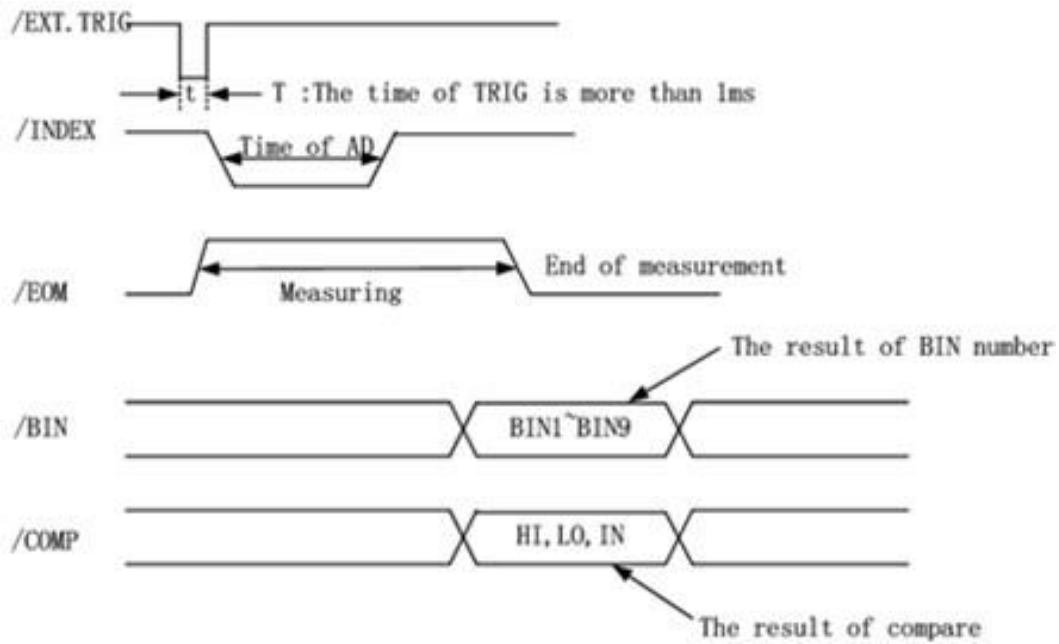 /EXT.TRIG
t
T :The time of TRIG is more than 1ms
/INDEX
Time of AD
/EOM
Measuring
End of measurement
The result of BIN number
/BIN
BIN1~BIN9
/COMP
HI,LO,IN
The result of compare